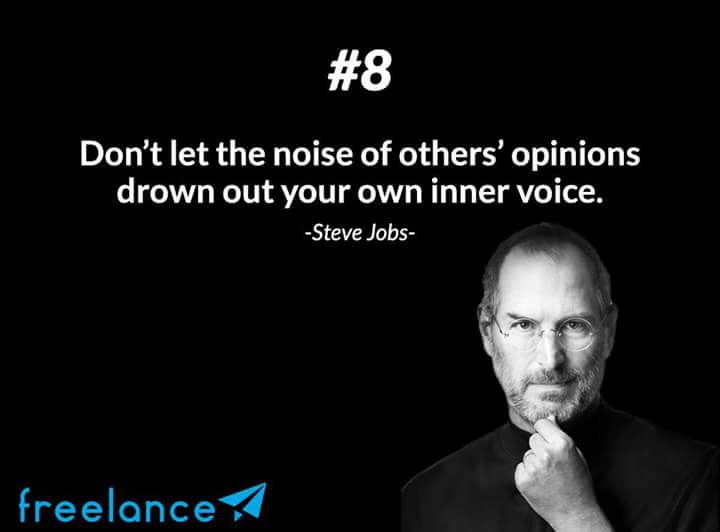 #8
Don’t let the noise of others’ opinions
drown out your own inner voice.
-Steve Jobs-
freelance